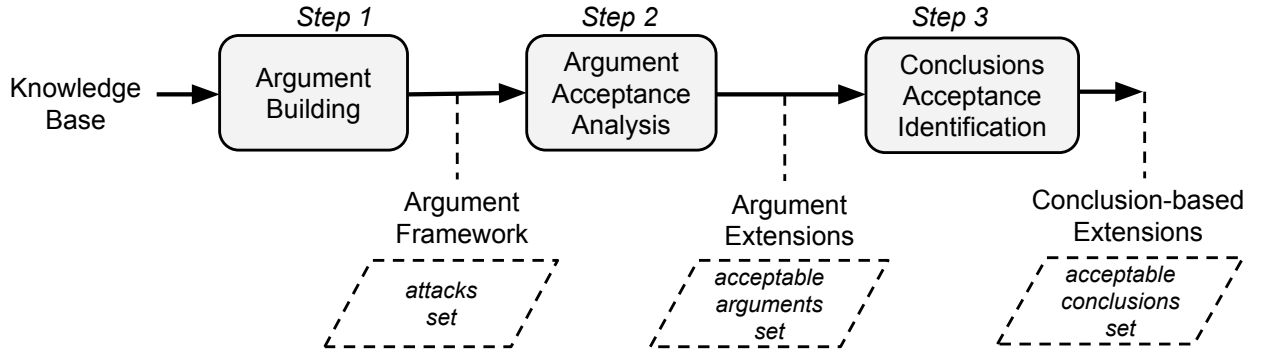 Step 1
Step 2
Step 3
Knowledge
Base
Argument
Building
Argument
Acceptance
Analysis
Conclusions
Acceptance
Identification
Argument
Framework
Argument
Extensions
Conclusion-based
Extensions
attacks
set
acceptable
arguments
set
acceptable
conclusions
set